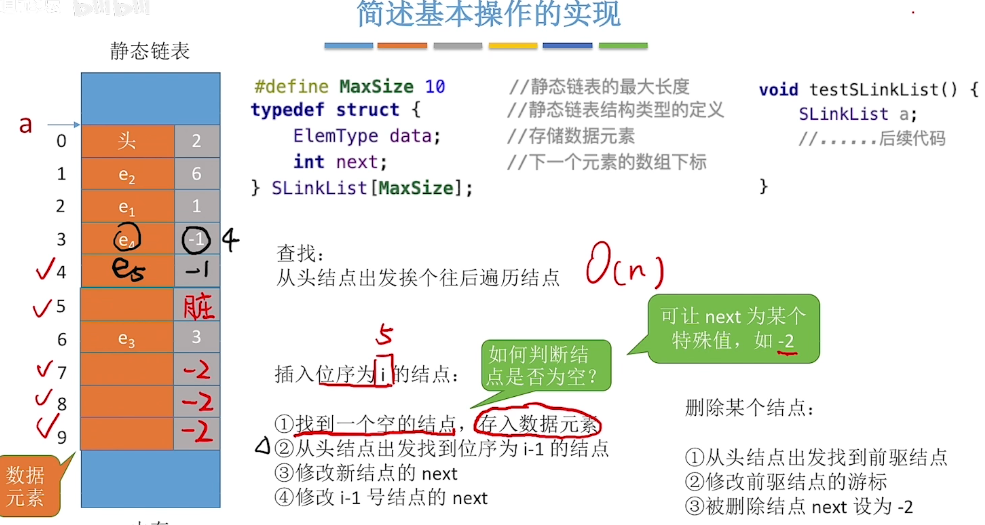 简述基本操作的实现
静态链表
a
0 头 2
1 e2 6
2 e1 1
3 e4 -1 4
4 e5 -1
5 脏
6 e3 3
7 -2
8 -2
9 -2
数据
元素
#define MaxSize 10 //静态链表的最大长度
typedef struct { //静态链表结构类型的定义
ElemType data; //存储数据元素
int next; //下一个元素的数组下标
} SLinkList[MaxSize];
void testSLinkList() {
SLinkList a;
//......后续代码
}
查找：
从头结点出发挨个往后遍历结点 O(n)
5
插入位序为 i 的结点：
如何判断结
点是否为空？
可让 next 为某个
特殊值，如 -2
①找到一个空的结点，存入数据元素
②从头结点出发找到位序为 i-1 的结点
③修改新结点的 next
④修改 i-1 号结点的 next
删除某个结点：
①从头结点出发找到前驱结点
②修改前驱结点的游标
③被删除结点 next 设为 -2